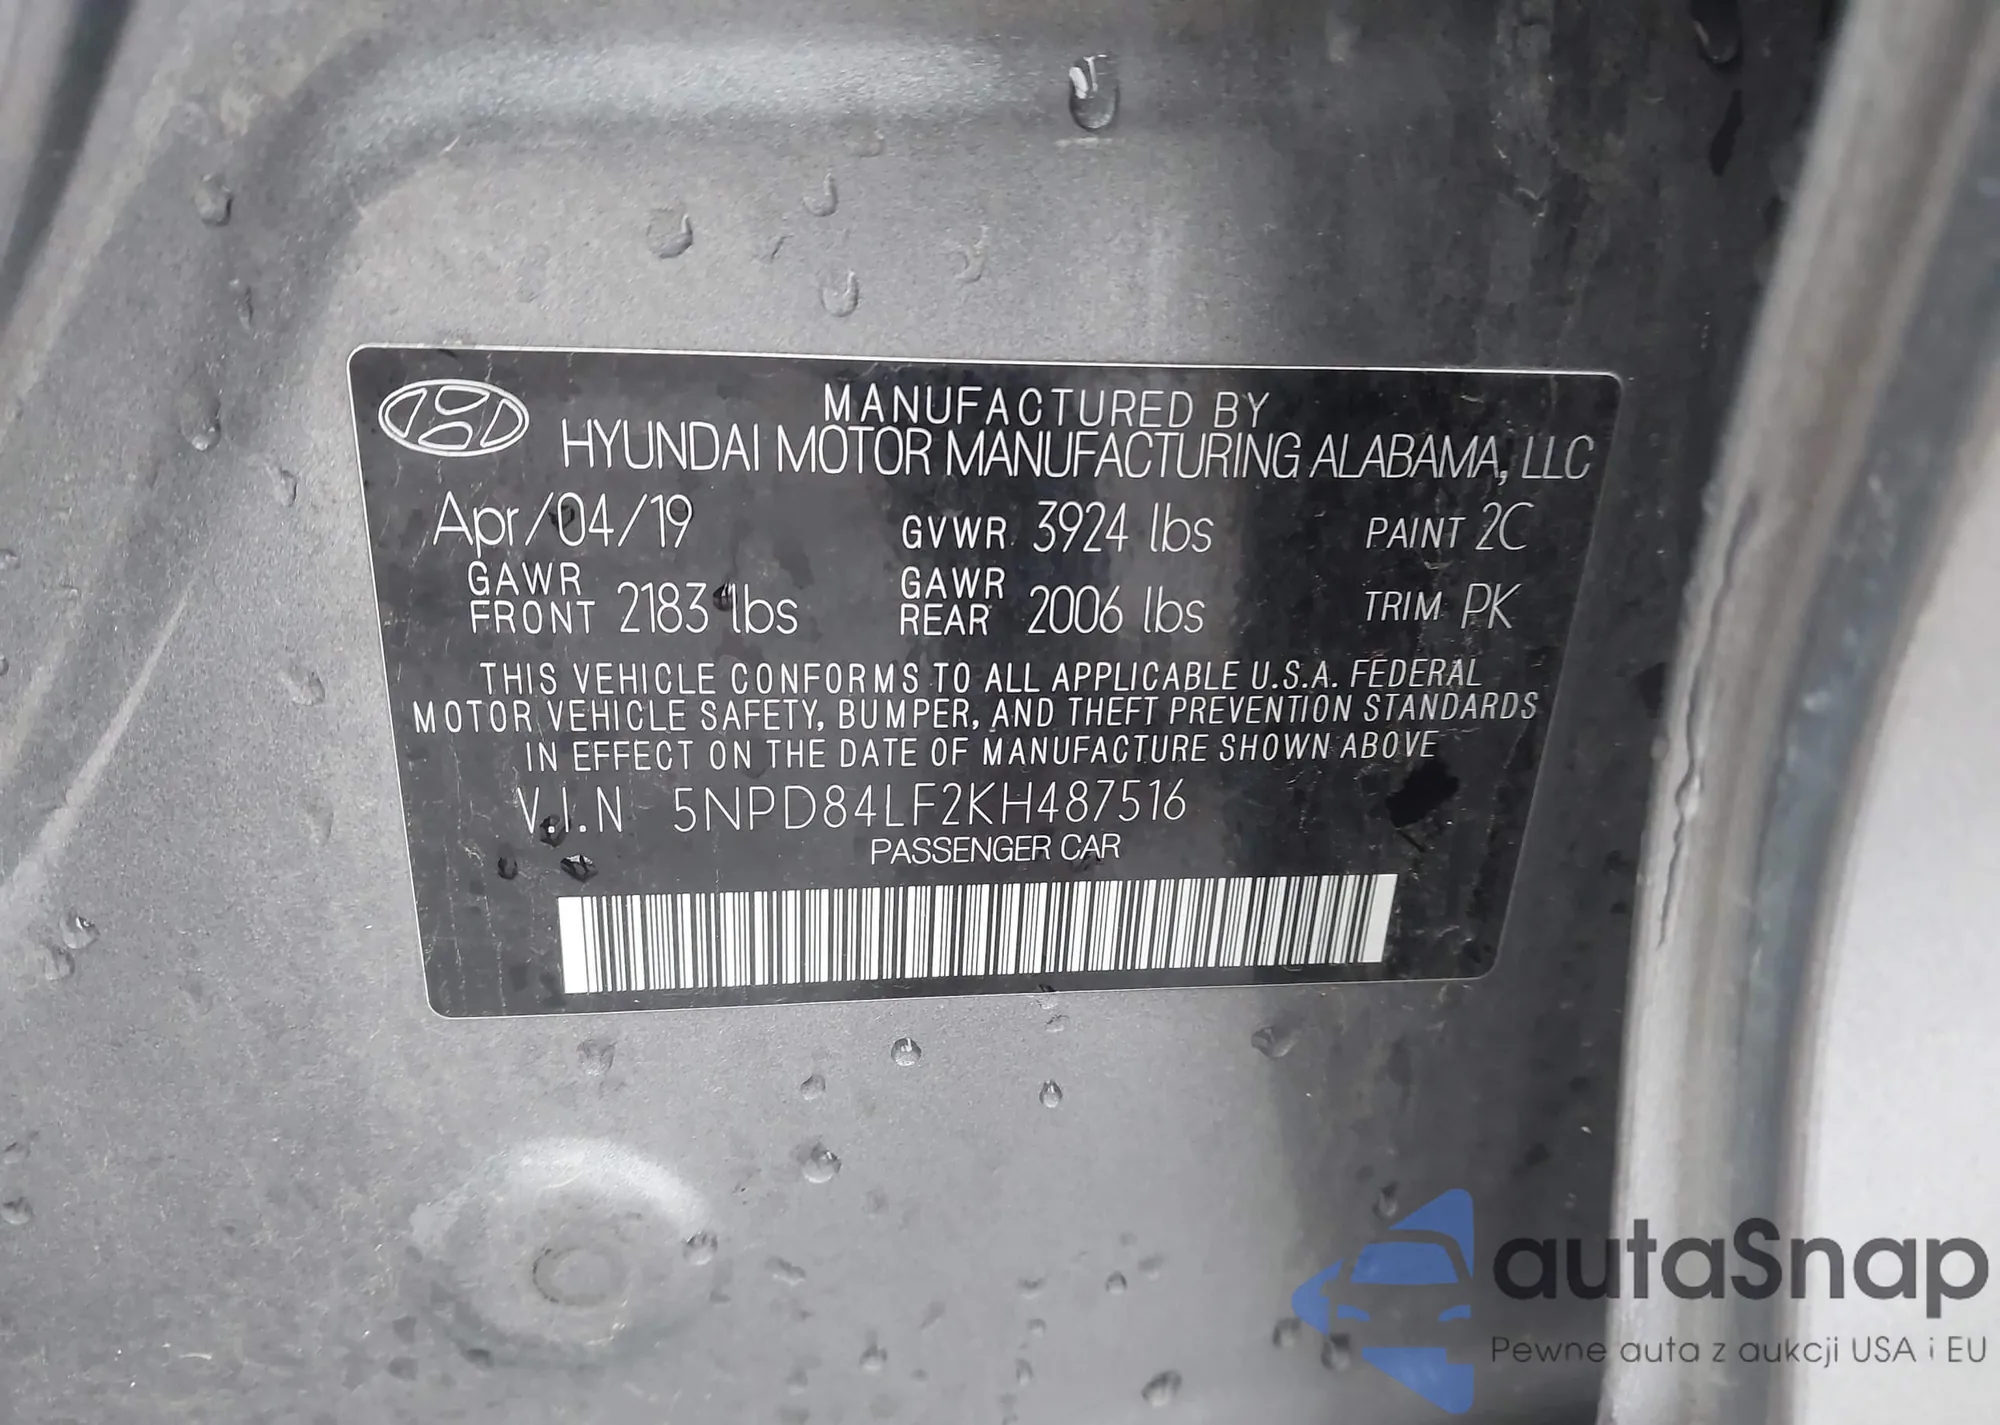 MANUFACTURED BY
HYUNDAI MOTOR MANUFACTURING ALABAMA, LLC
Apr/04/19 GVWR 3924 lbs PAINT 2C
GAWR FRONT 2183 lbs GAWR REAR 2006 lbs TRIM PK
THIS VEHICLE CONFORMS TO ALL APPLICABLE U.S.A. FEDERAL
MOTOR VEHICLE SAFETY, BUMPER, AND THEFT PREVENTION STANDARDS
IN EFFECT ON THE DATE OF MANUFACTURE SHOWN ABOVE
V.I.N 5NPD84LF2KH487516
PASSENGER CAR
autaSnap
Pewne auta z aukcji USA i EU